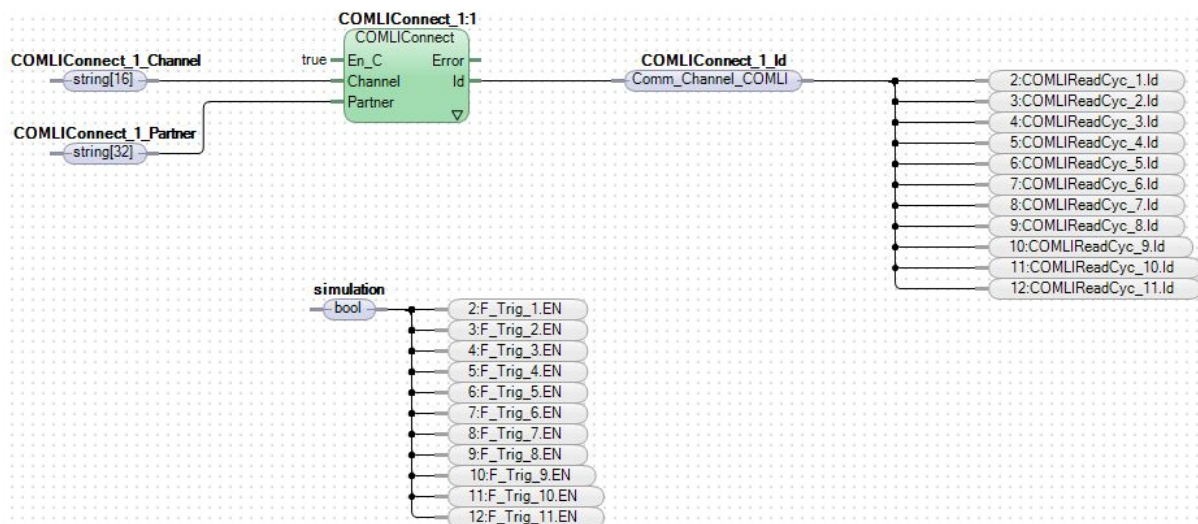 COMLIConnect_1:1
COMLIConnect
COMLIConnect_1_Channel
string[16]
true
En_C
Error
Channel
Id
Partner
COMLIConnect_1_Id
Comm_Channel_COMLI
COMLIConnect_1_Partner
string[32]
2:COMLIReadCyc_1.Id
3:COMLIReadCyc_2.Id
4:COMLIReadCyc_3.Id
5:COMLIReadCyc_4.Id
6:COMLIReadCyc_5.Id
7:COMLIReadCyc_6.Id
8:COMLIReadCyc_7.Id
9:COMLIReadCyc_8.Id
10:COMLIReadCyc_9.Id
11:COMLIReadCyc_10.Id
12:COMLIReadCyc_11.Id
simulation
bool
2:F_Trig_1.EN
3:F_Trig_2.EN
4:F_Trig_3.EN
5:F_Trig_4.EN
6:F_Trig_5.EN
7:F_Trig_6.EN
8:F_Trig_7.EN
9:F_Trig_8.EN
10:F_Trig_9.EN
11:F_Trig_10.EN
12:F_Trig_11.EN